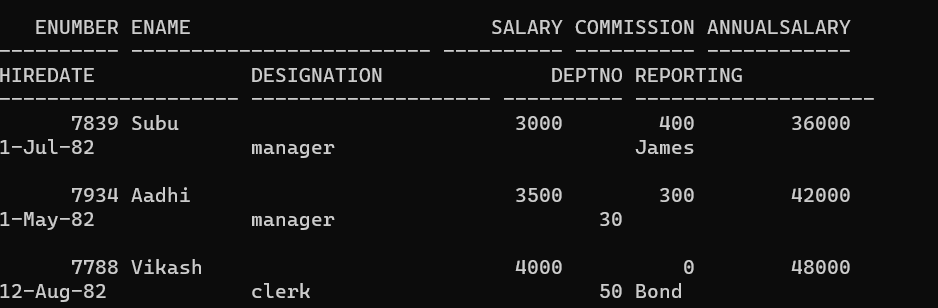 ENUMBER ENAME SALARY COMMISSION ANNUALSALARY
---------- ------------------------- ---------- ---------- ------------
HIREDATE DESIGNATION DEPTNO REPORTING
-------------------- -------------------- ---------- --------------------
7839 Subu 3000 400 36000
1-Jul-82 manager James
7934 Aadhi 3500 300 42000
1-May-82 manager 30
7788 Vikash 4000 0 48000
12-Aug-82 clerk 50 Bond